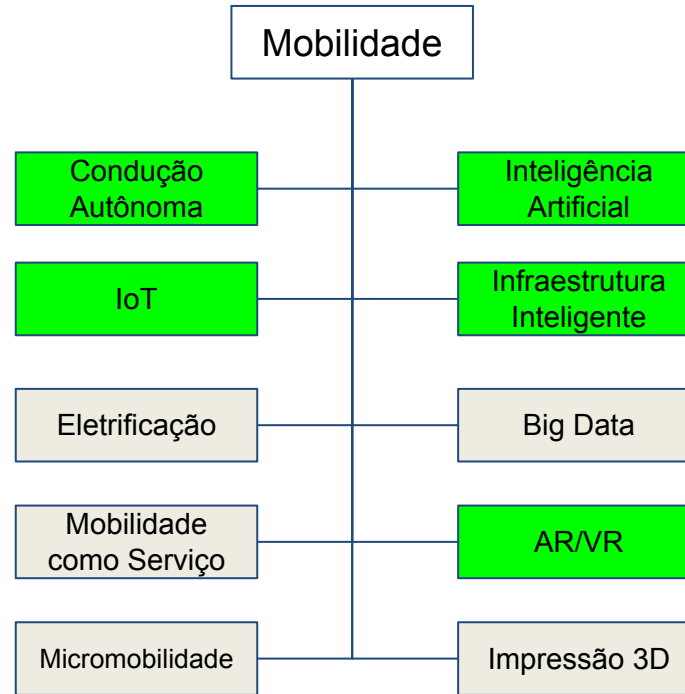 Mobilidade
Condução
Autônoma
Inteligência
Artificial
IoT
Infraestrutura
Inteligente
Eletrificação
Big Data
Mobilidade
como Serviço
AR/VR
Micromobilidade
Impressão 3D